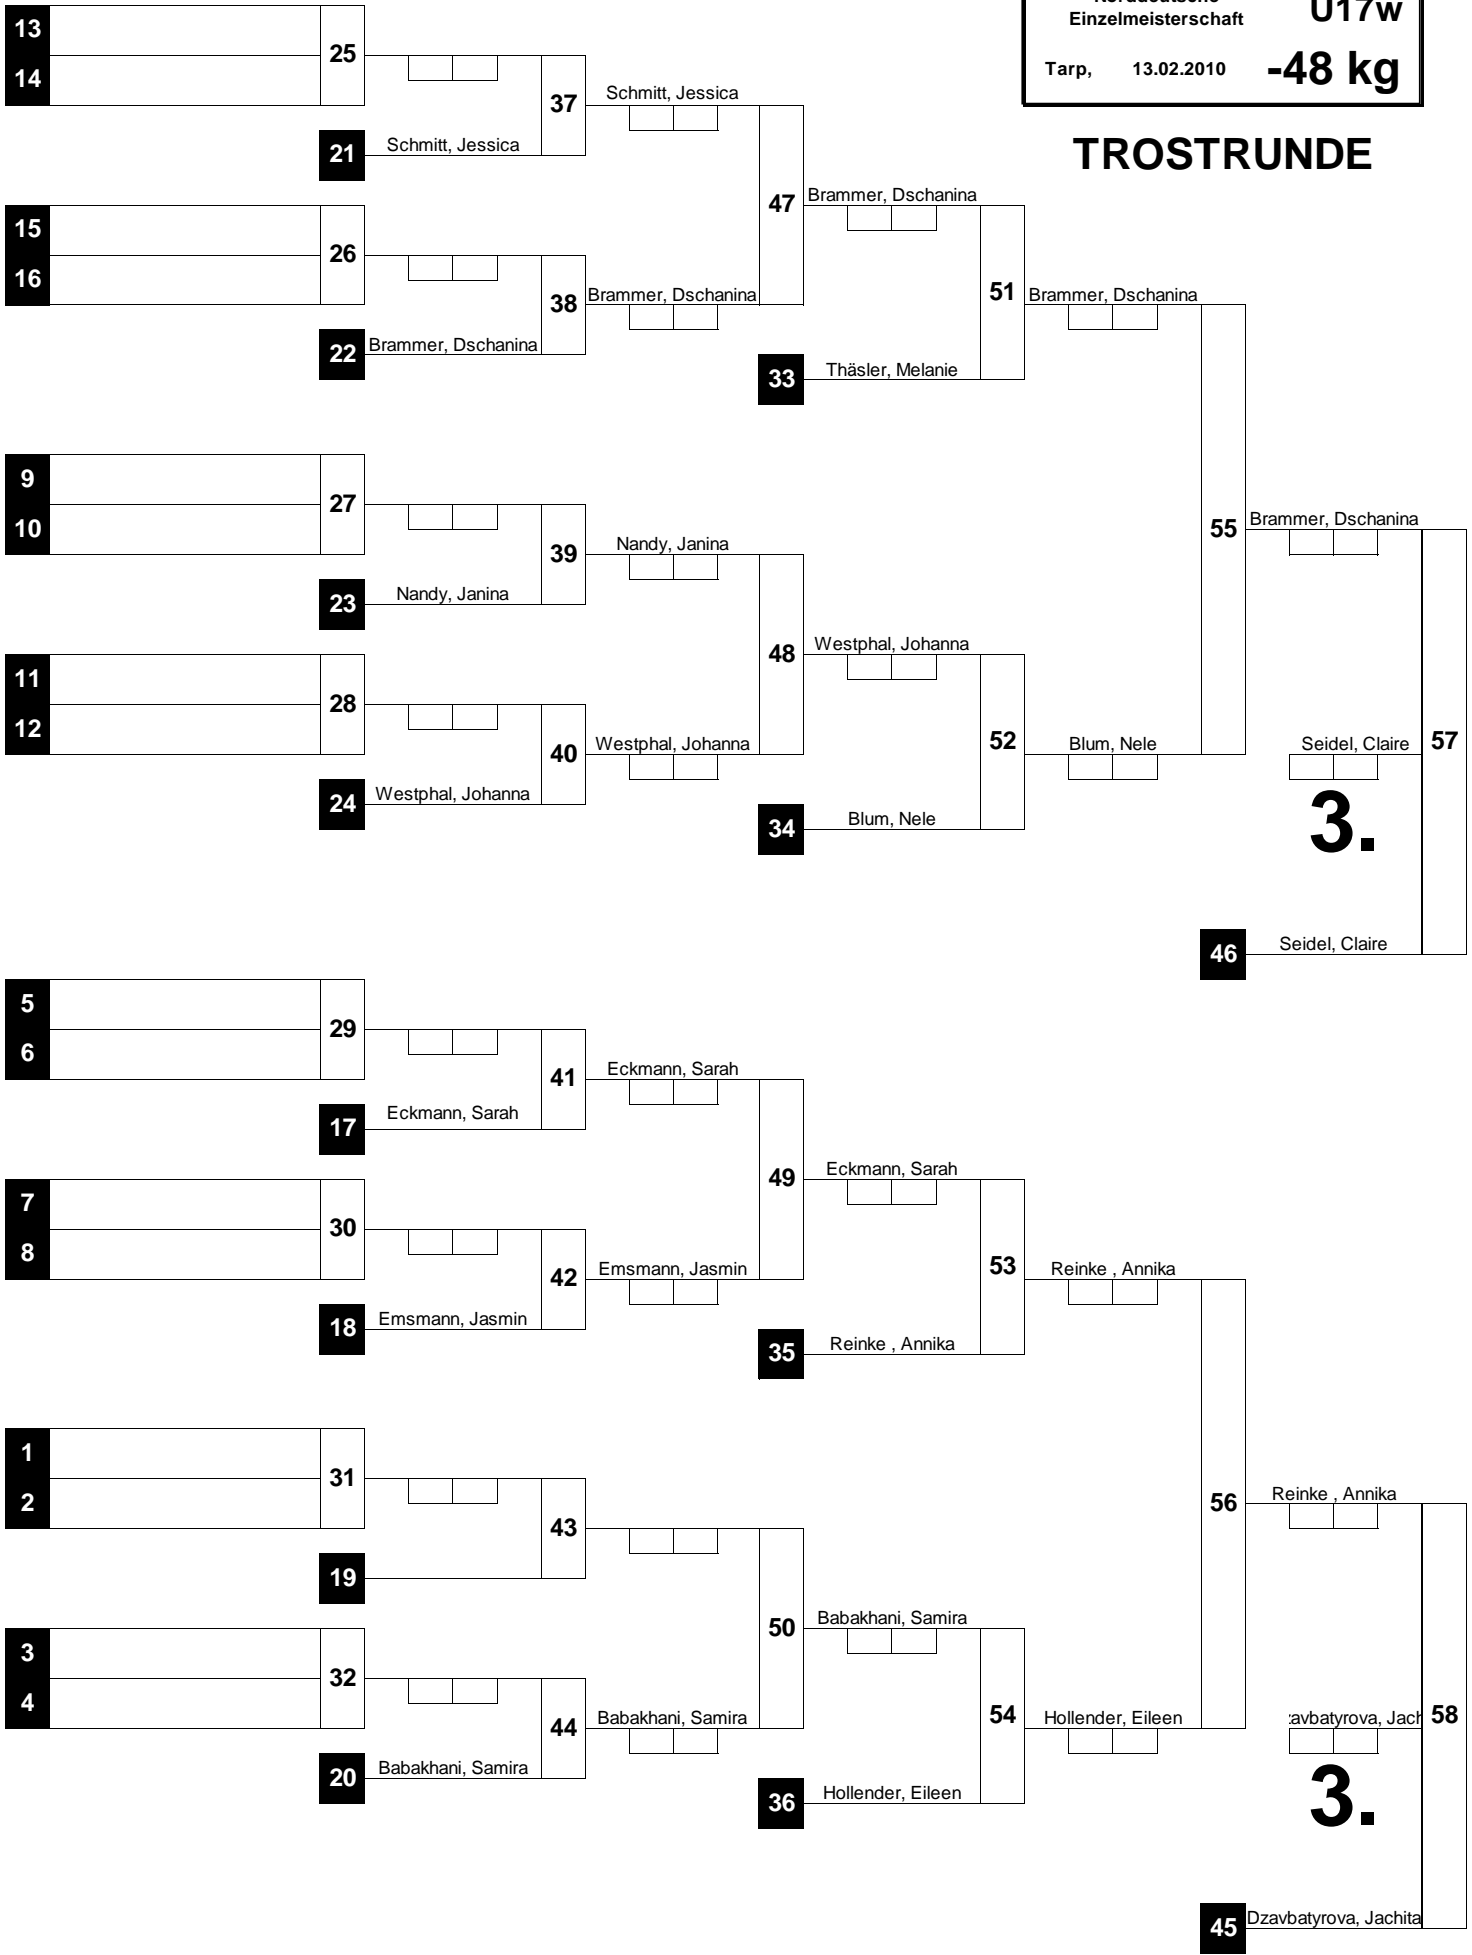 Norddeutsche
Einzelmeisterschaft
U17w
Tarp, 13.02.2010 -48 kg
TROSTRUNDE
13
14
25
37
Schmitt, Jessica
21
Schmitt, Jessica
47
Brammer, Dschanina
15
16
26
38
Brammer, Dschanina
22
Brammer, Dschanina
51
Brammer, Dschanina
33
Thäsler, Melanie
9
10
27
39
Nandy, Janina
23
Nandy, Janina
55
Brammer, Dschanina
48
Westphal, Johanna
11
12
28
40
Westphal, Johanna
24
Westphal, Johanna
52
Blum, Nele
34
Blum, Nele
Seidel, Claire
57
3.
46
Seidel, Claire
5
6
29
41
Eckmann, Sarah
17
Eckmann, Sarah
49
Eckmann, Sarah
7
8
30
42
Emsmann, Jasmin
18
Emsmann, Jasmin
53
Reinke , Annika
35
Reinke , Annika
1
2
31
43
19
56
Reinke , Annika
50
Babakhani, Samira
3
4
32
44
Babakhani, Samira
20
Babakhani, Samira
54
Hollender, Eileen
36
Hollender, Eileen
zavbatyrova, Jach
58
3.
45
Dzavbatyrova, Jachita